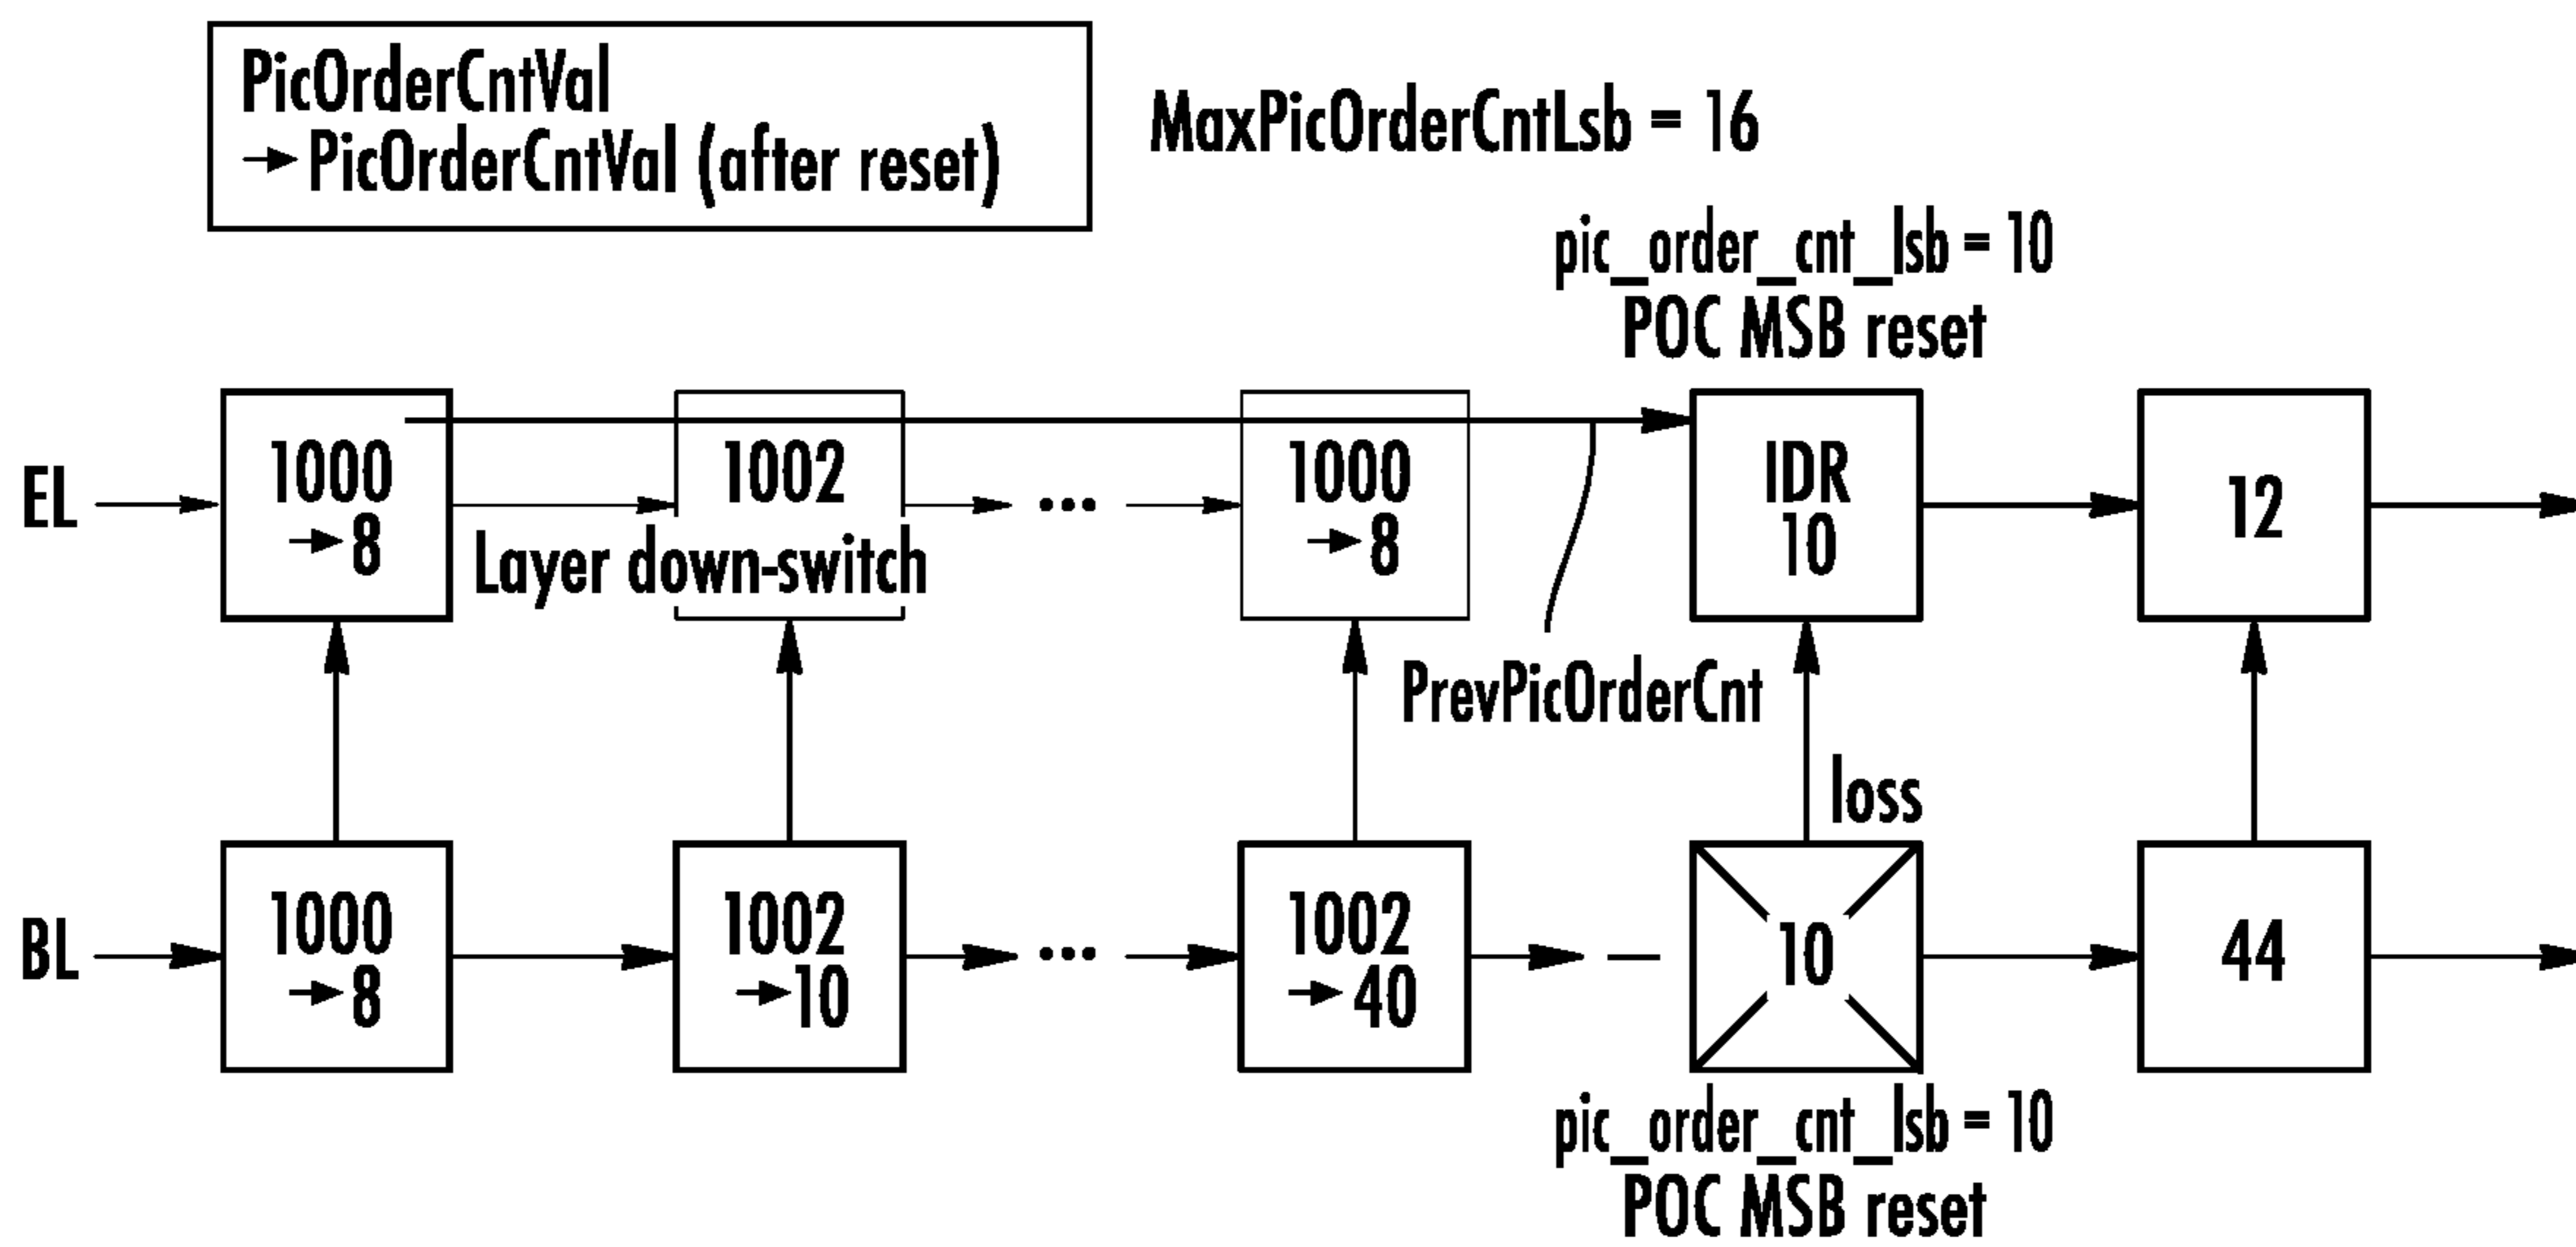 PicOrderCntVal
→ PicOrderCntVal (after reset)
MaxPicOrderCntLsb = 16
pic_order_cnt_lsb = 10
POC MSB reset
EL
1000
→ 8
1002
...
1000
→ 8
IDR
10
12
Layer down-switch
PrevPicOrderCnt
loss
BL
1000
→ 8
1002
→ 10
...
1002
→ 40
10
44
pic_order_cnt_lsb = 10
POC MSB reset